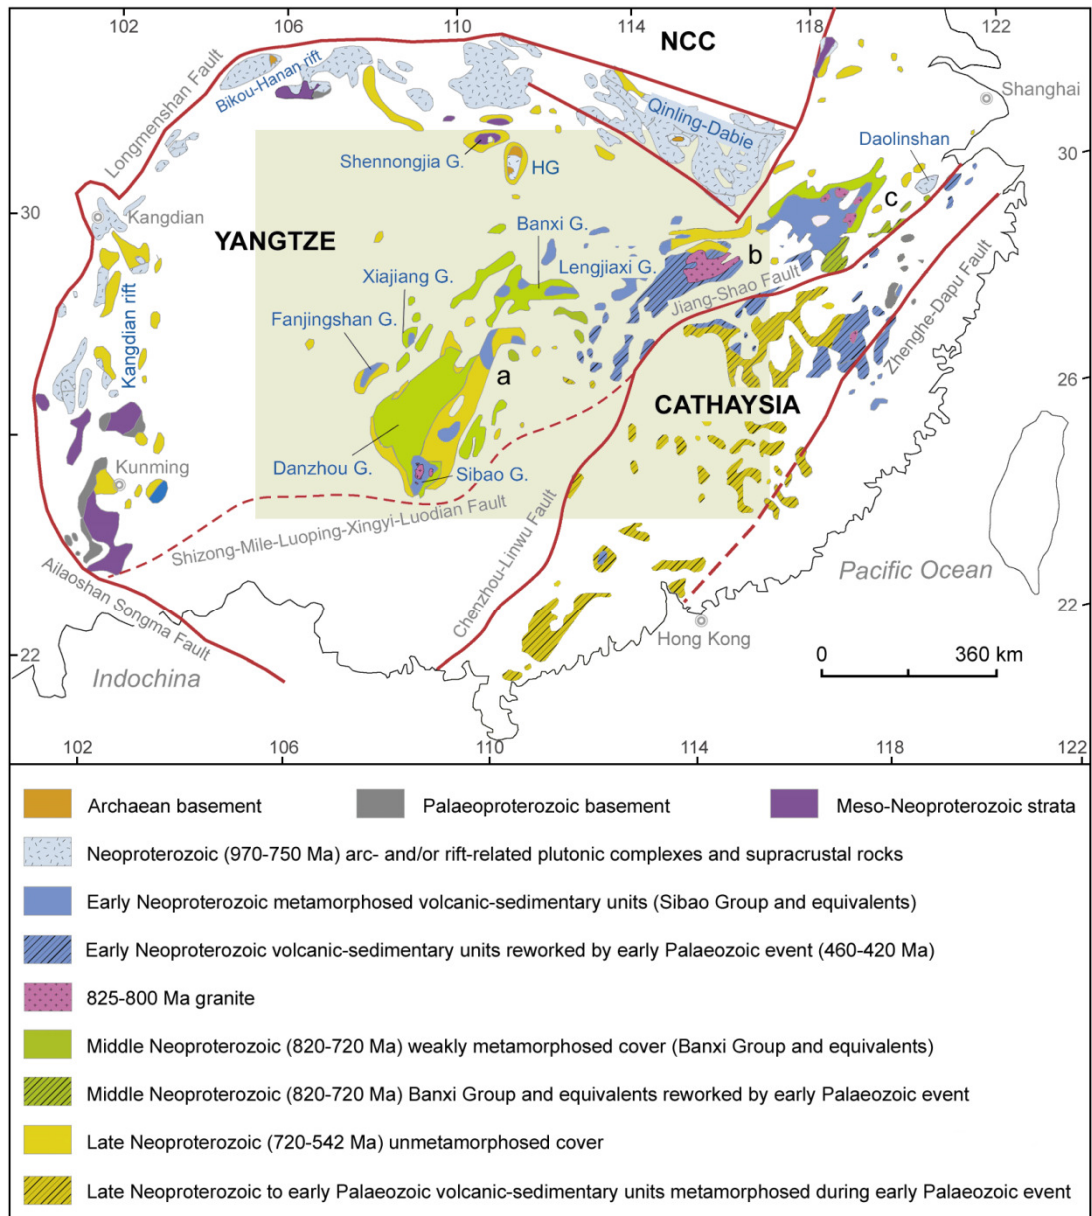 102 106 110 114 118 122
NCC
Shanghai
Longmenshan Fault
Bikou-Hanan rift
Qinling-Dabie
Daolinshan
30
Shennongjia G.
HG
30
Kangdian
c
YANGTZE
Banxi G.
b
Xiajiang G.
Lengjiaxi G.
Jiang-Shao Fault
Kangdian rift
Fanjingshan G.
Zhenghe-Dapu Fault
a
26
CATHAYSIA
Danzhou G.
Sibao G.
Kunming
Shizong-Mile-Luoping-Xingyi-Luodian Fault
Chenzhou-Linwu Fault
Ailaoshan Songma Fault
Pacific Ocean
22
Hong Kong
22
Indochina
0 360 km
102 106 110 114 118 122
Archaean basement Palaeoproterozoic basement Meso-Neoproterozoic strata
Neoproterozoic (970-750 Ma) arc- and/or rift-related plutonic complexes and supracrustal rocks
Early Neoproterozoic metamorphosed volcanic-sedimentary units (Sibao Group and equivalents)
Early Neoproterozoic volcanic-sedimentary units reworked by early Palaeozoic event (460-420 Ma)
825-800 Ma granite
Middle Neoproterozoic (820-720 Ma) weakly metamorphosed cover (Banxi Group and equivalents)
Middle Neoproterozoic (820-720 Ma) Banxi Group and equivalents reworked by early Palaeozoic event
Late Neoproterozoic (720-542 Ma) unmetamorphosed cover
Late Neoproterozoic to early Palaeozoic volcanic-sedimentary units metamorphosed during early Palaeozoic event